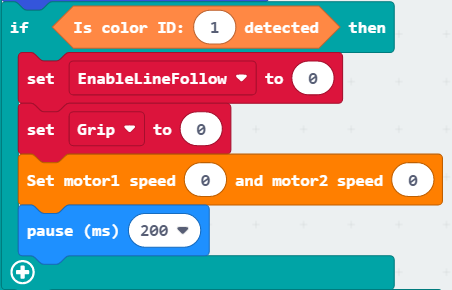 if Is color ID: 1 detected then
set EnableLineFollow to 0
set Grip to 0
Set motor1 speed 0 and motor2 speed 0
pause (ms) 200